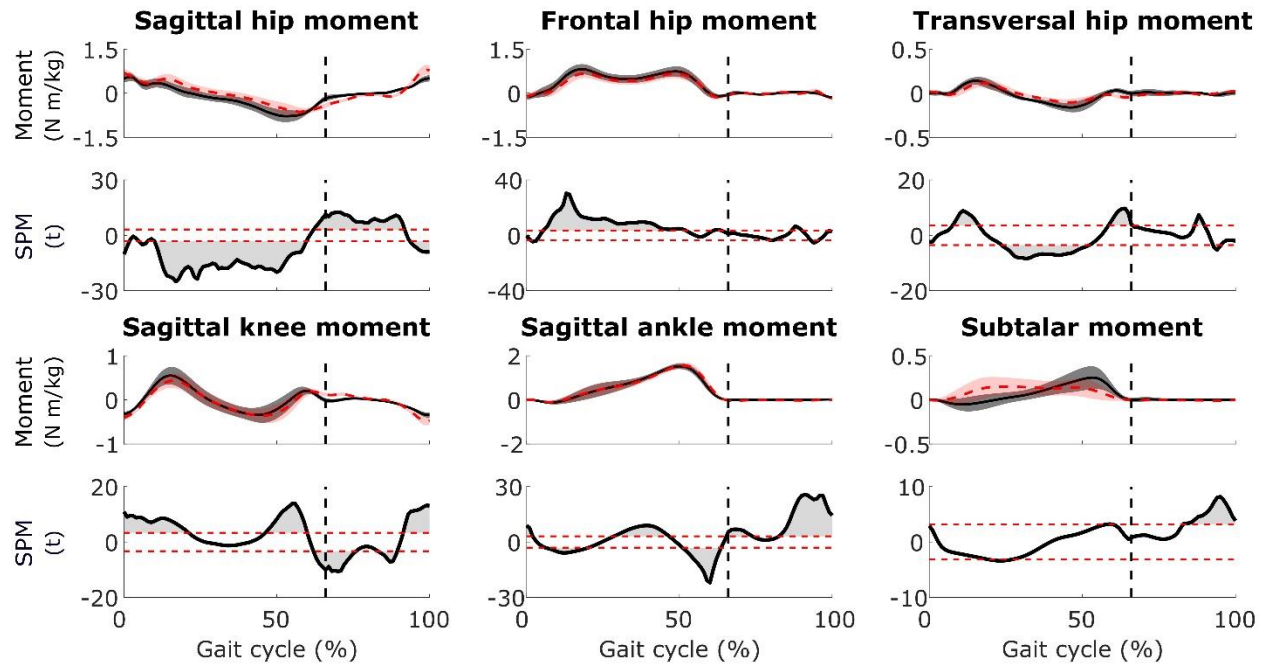 Sagittal hip moment
Frontal hip moment
Transversal hip moment
Moment
(N m/kg)
1.5
0
-1.5
1.5
0
-1.5
0.5
0
-0.5
SPM
(t)
30
0
-30
40
0
-40
20
0
-20
Sagittal knee moment
Sagittal ankle moment
Subtalar moment
Moment
(N m/kg)
1
0
-1
2
0
-2
0.5
0
-0.5
SPM
(t)
20
0
-20
30
0
-30
10
0
-10
0 50 100
0 50 100
0 50 100
Gait cycle (%)
Gait cycle (%)
Gait cycle (%)